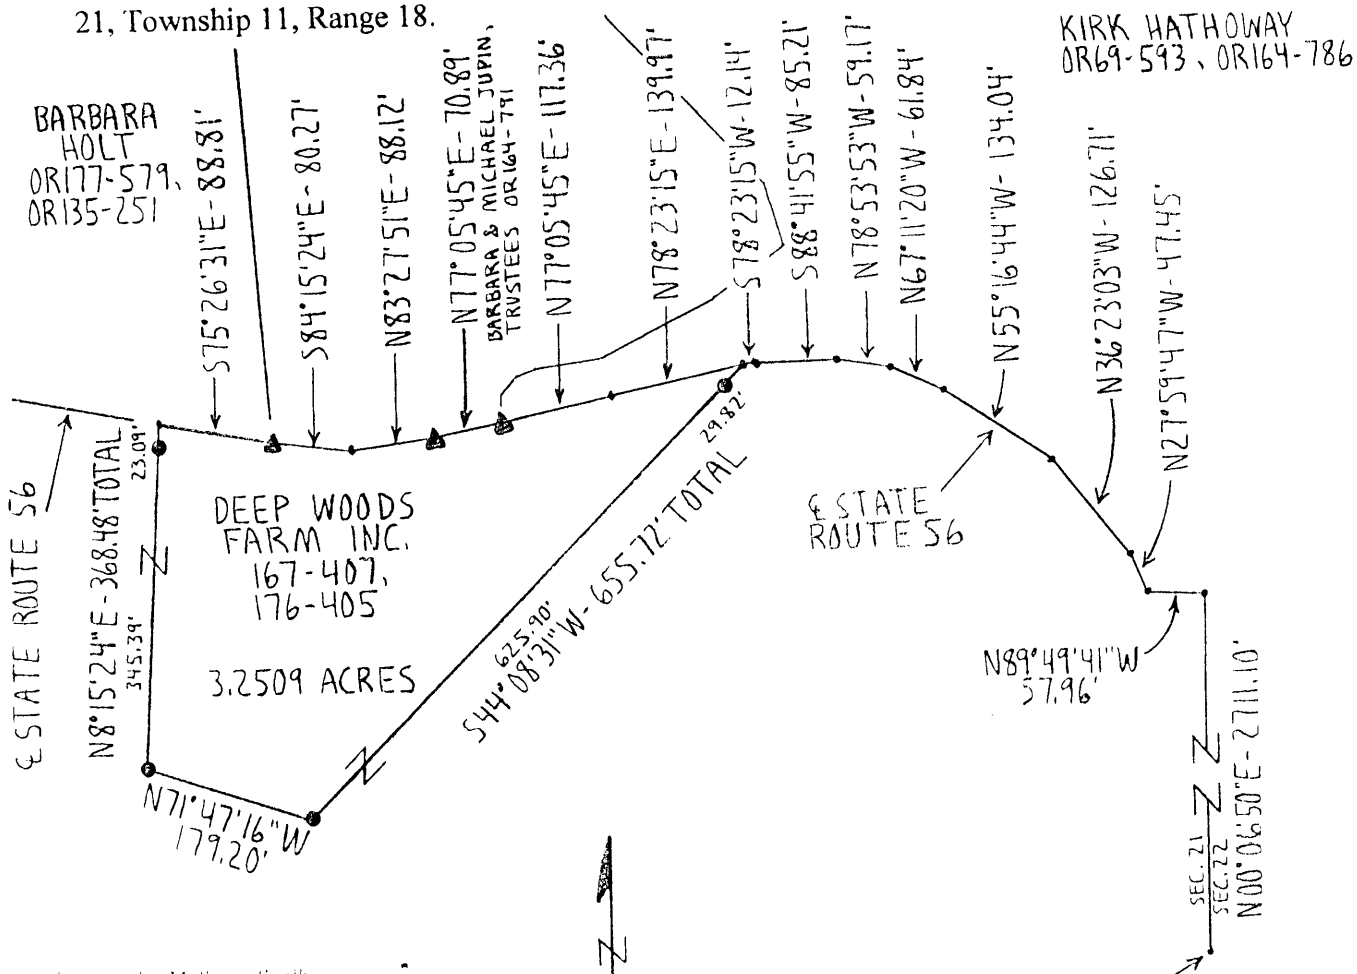 21, Township 11, Range 18.
KIRK HATHOWAY
OR69-593, OR164-786
BARBARA
HOLT
OR177-579,
OR135-251
S75°26'31"E-88.81'
S84°15'24"E-80.27'
N83°27'51"E-88.12'
N77°05'45"E-70.89'
BARBARA & MICHAEL JUPIN,
TRUSTEES OR164-791
N77°05'45"E-117.36'
N78°23'15"E-139.97'
S78°23'15"W-12.14'
S88°41'55"W-85.21'
N78°53'53"W-59.17'
N67°11'20"W-61.84'
N55°16'44"W-134.04'
N36°23'03"W-126.71'
N27°59'47"W-47.45'
℄ STATE ROUTE 56
N8°15'24"E-368.48' TOTAL
23.09'
345.39'
DEEP WOODS
FARM INC.
167-407,
176-405
3.2509 ACRES
29.82'
625.90'
S44°08'31"W-655.72' TOTAL
℄ STATE
ROUTE 56
N89°49'41"W
57.96'
N71°47'16"W
179.20'
SEC. 21
SEC. 22
N00°06'50"E-2711.10'